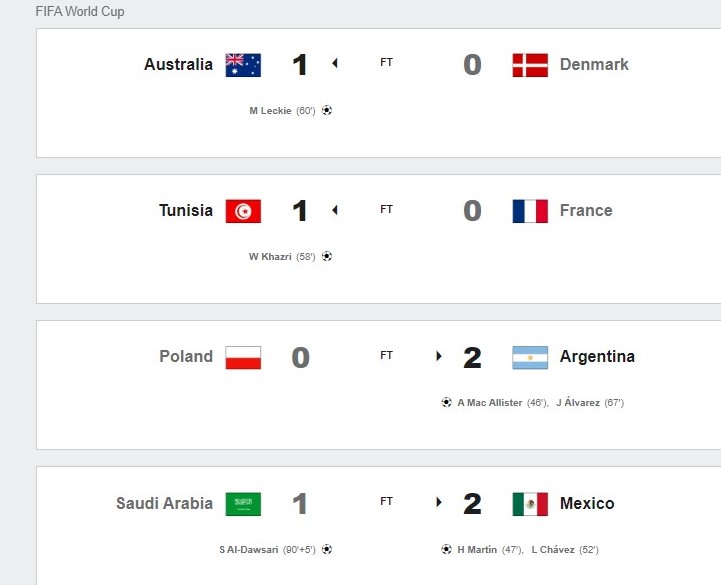 FIFA World Cup
Australia 1 FT 0 Denmark
M Leckie (60')
Tunisia 1 FT 0 France
W Khazri (58')
Poland 0 FT 2 Argentina
A Mac Allister (46'), J Álvarez (67')
Saudi Arabia 1 FT 2 Mexico
S Al-Dawsari (90'+5') H Martín (47'), L Chávez (52')